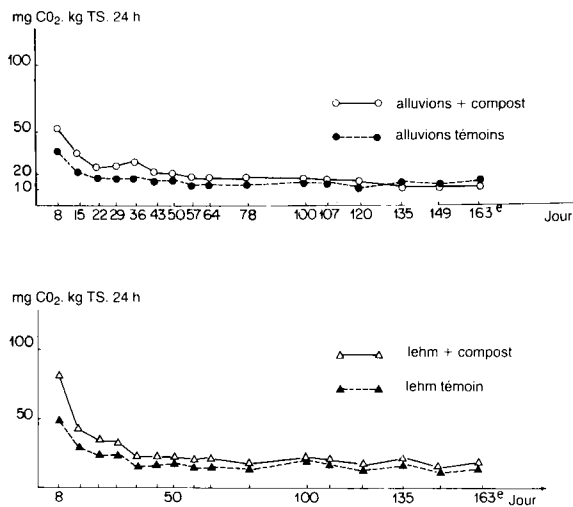 mg CO₂. kg TS. 24 h
100
50
20
10
alluvions + compost
alluvions témoins
8 15 22 29 36 43 50 57 64 78 100 107 120 135 149 163e Jour
mg CO₂. kg TS. 24 h
100
50
lehm + compost
lehm témoin
8 50 100 135 163e Jour